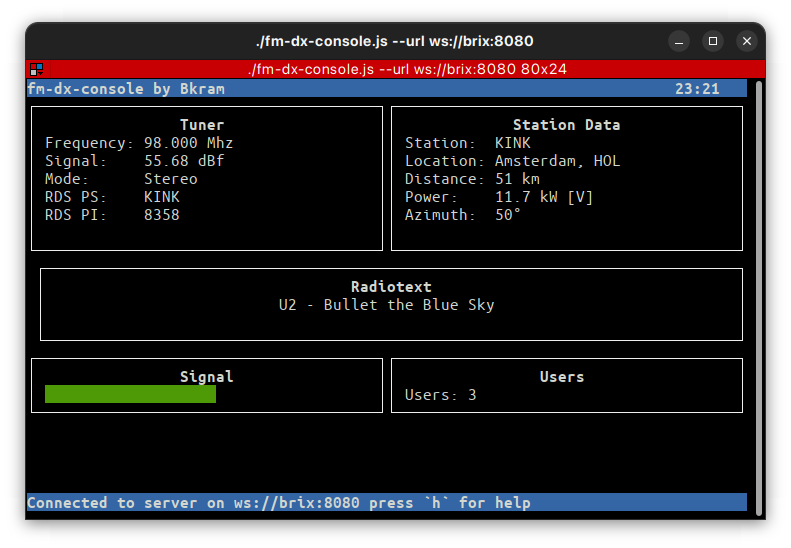 ./fm-dx-console.js --url ws://brix:8080
./fm-dx-console.js --url ws://brix:8080 80x24
fm-dx-console by Bkram 23:21
Tuner
Frequency: 98.000 Mhz
Signal: 55.68 dBf
Mode: Stereo
RDS PS: KINK
RDS PI: 8358
Station Data
Station: KINK
Location: Amsterdam, HOL
Distance: 51 km
Power: 11.7 kW [V]
Azimuth: 50°
Radiotext
U2 - Bullet the Blue Sky
Signal
Users
Users: 3
Connected to server on ws://brix:8080 press `h` for help